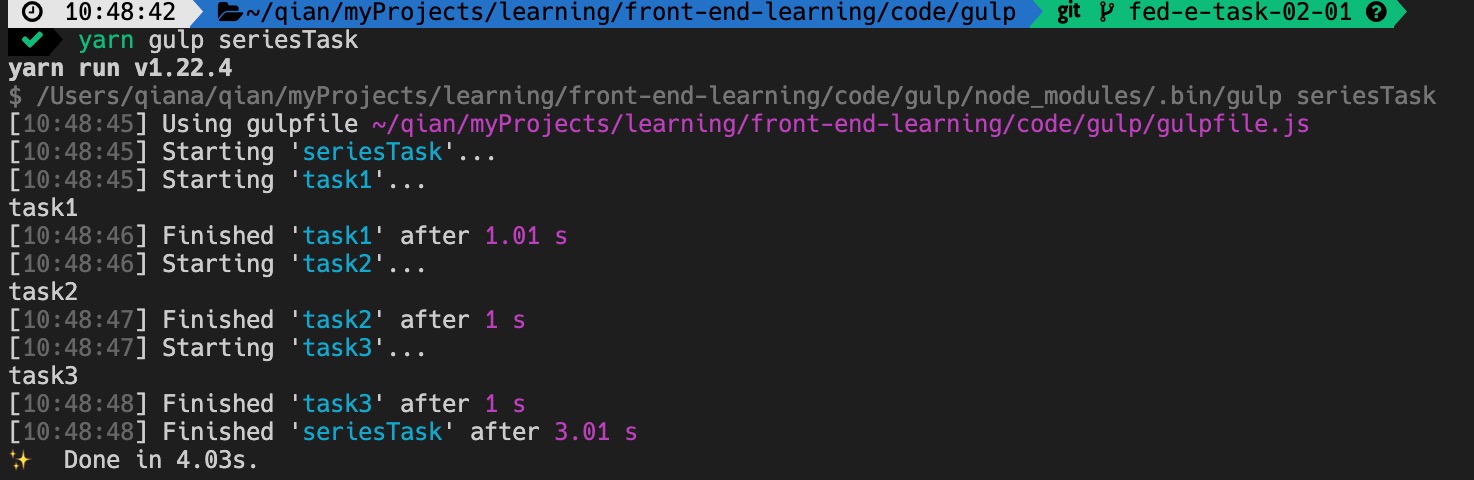 10:48:42 ~/qian/myProjects/learning/front-end-learning/code/gulp git fed-e-task-02-01 ?
✔ yarn gulp seriesTask
yarn run v1.22.4
$ /Users/qiana/qian/myProjects/learning/front-end-learning/code/gulp/node_modules/.bin/gulp seriesTask
[10:48:45] Using gulpfile ~/qian/myProjects/learning/front-end-learning/code/gulp/gulpfile.js
[10:48:45] Starting 'seriesTask'...
[10:48:45] Starting 'task1'...
task1
[10:48:46] Finished 'task1' after 1.01 s
[10:48:46] Starting 'task2'...
task2
[10:48:47] Finished 'task2' after 1 s
[10:48:47] Starting 'task3'...
task3
[10:48:48] Finished 'task3' after 1 s
[10:48:48] Finished 'seriesTask' after 3.01 s
✨ Done in 4.03s.